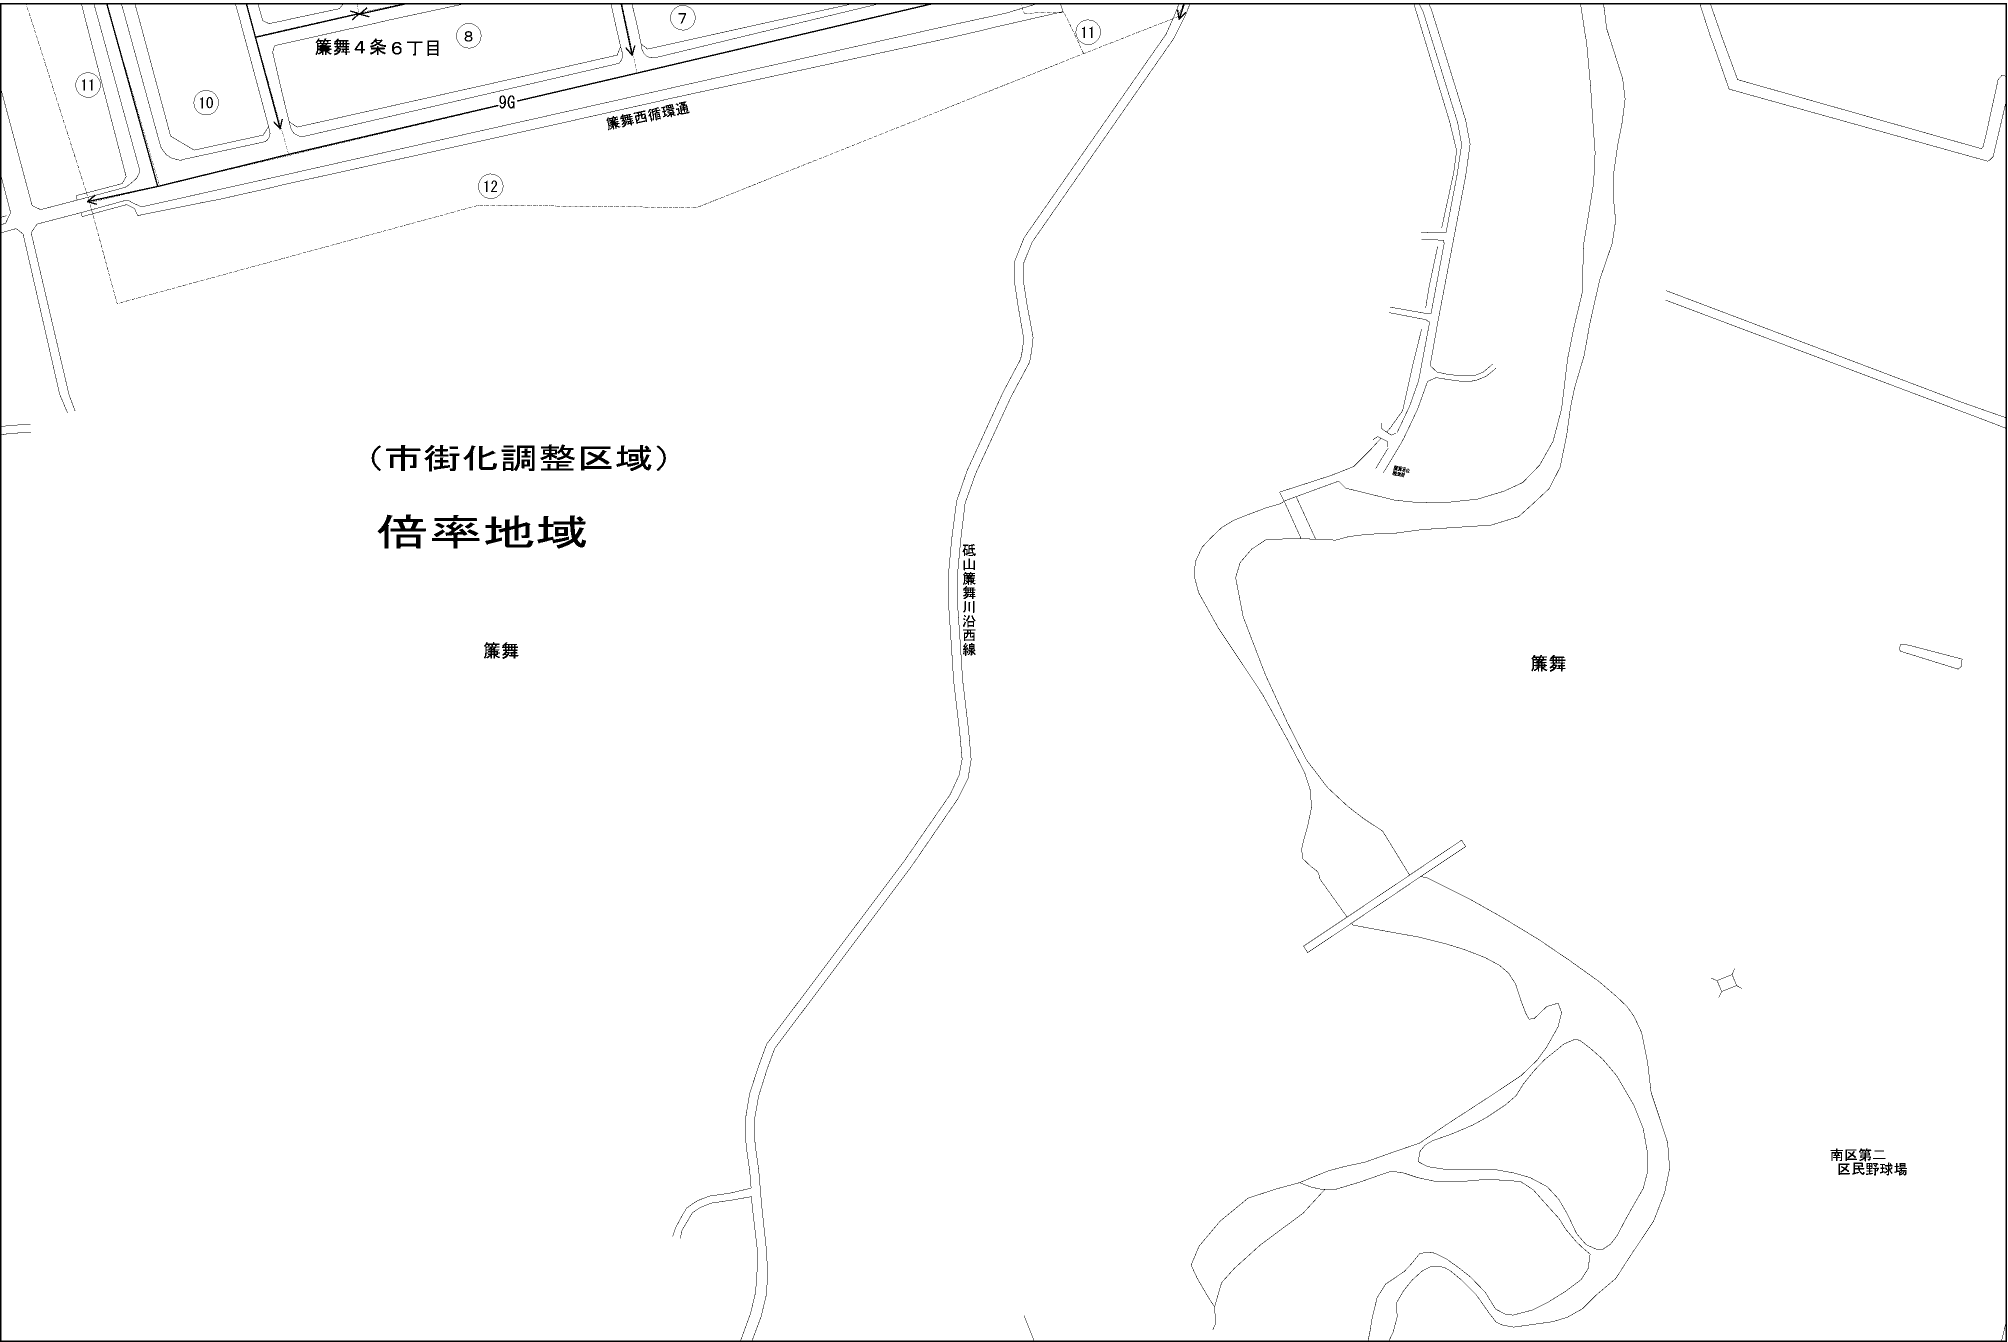 7
8
11
簾舞４条６丁目
11
10
9G
簾舞西循環通
12
（市街化調整区域）
倍率地域
砥山簾舞川沿西線
簾舞
簾舞
南区第二
区民野球場